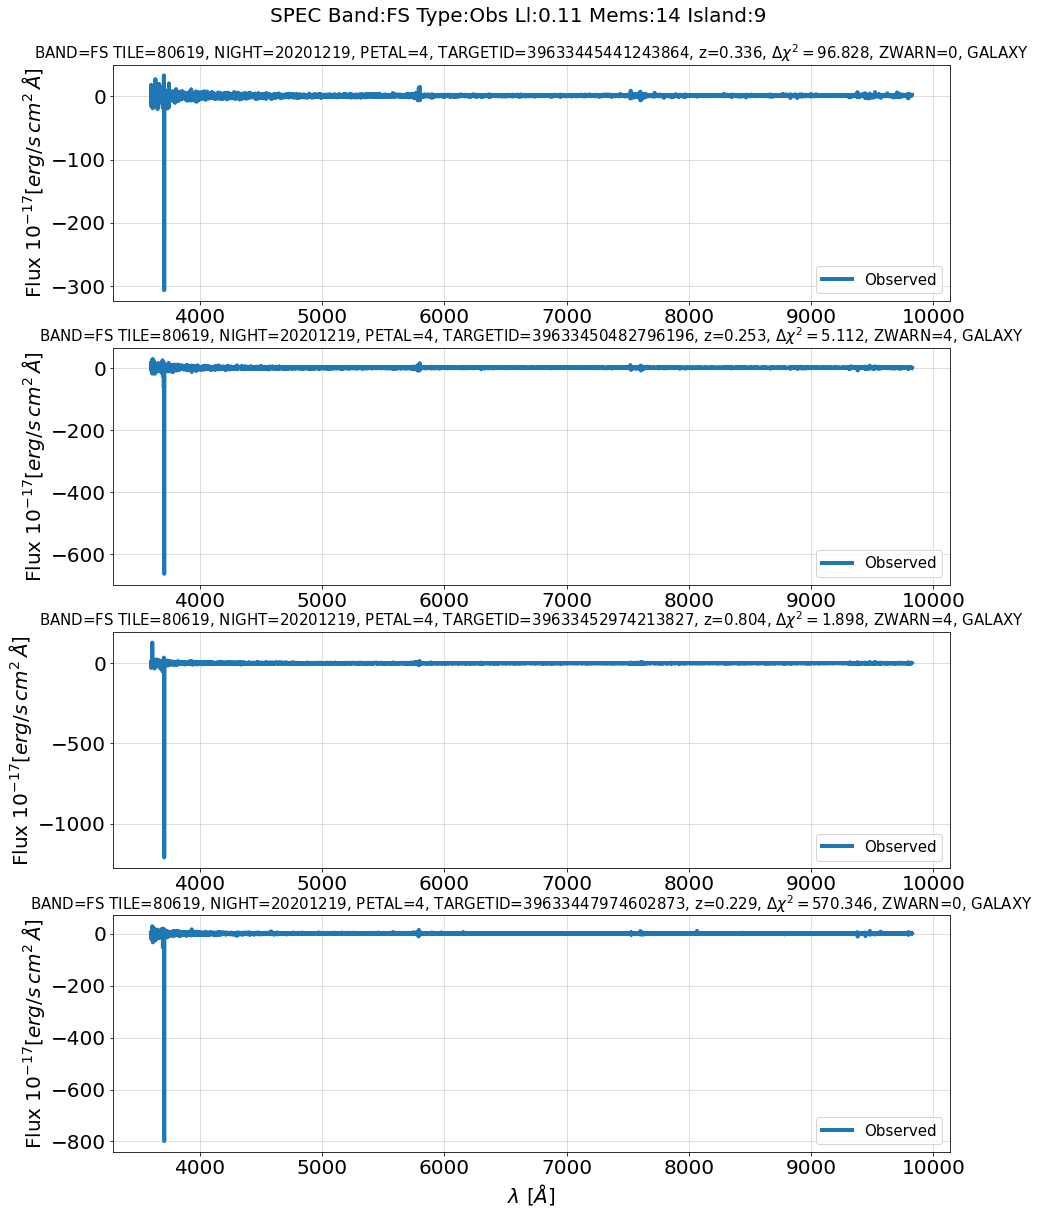 SPEC Band:FS Type:Obs Ll:0.11 Mems:14 Island:9
BAND=FS TILE=80619, NIGHT=20201219, PETAL=4, TARGETID=39633445441243864, z=0.336, Δχ² = 96.828, ZWARN=0, GALAXY
Flux 10⁻¹⁷[erg/s cm² Å]
0
−100
−200
−300
Observed
4000 5000 6000 7000 8000 9000 10000
BAND=FS TILE=80619, NIGHT=20201219, PETAL=4, TARGETID=39633450482796196, z=0.253, Δχ² = 5.112, ZWARN=4, GALAXY
Flux 10⁻¹⁷[erg/s cm² Å]
0
−200
−400
−600
Observed
4000 5000 6000 7000 8000 9000 10000
BAND=FS TILE=80619, NIGHT=20201219, PETAL=4, TARGETID=39633452974213827, z=0.804, Δχ² = 1.898, ZWARN=4, GALAXY
Flux 10⁻¹⁷[erg/s cm² Å]
0
−500
−1000
Observed
4000 5000 6000 7000 8000 9000 10000
BAND=FS TILE=80619, NIGHT=20201219, PETAL=4, TARGETID=39633447974602873, z=0.229, Δχ² = 570.346, ZWARN=0, GALAXY
Flux 10⁻¹⁷[erg/s cm² Å]
0
−200
−400
−600
−800
Observed
4000 5000 6000 7000 8000 9000 10000
λ [Å]